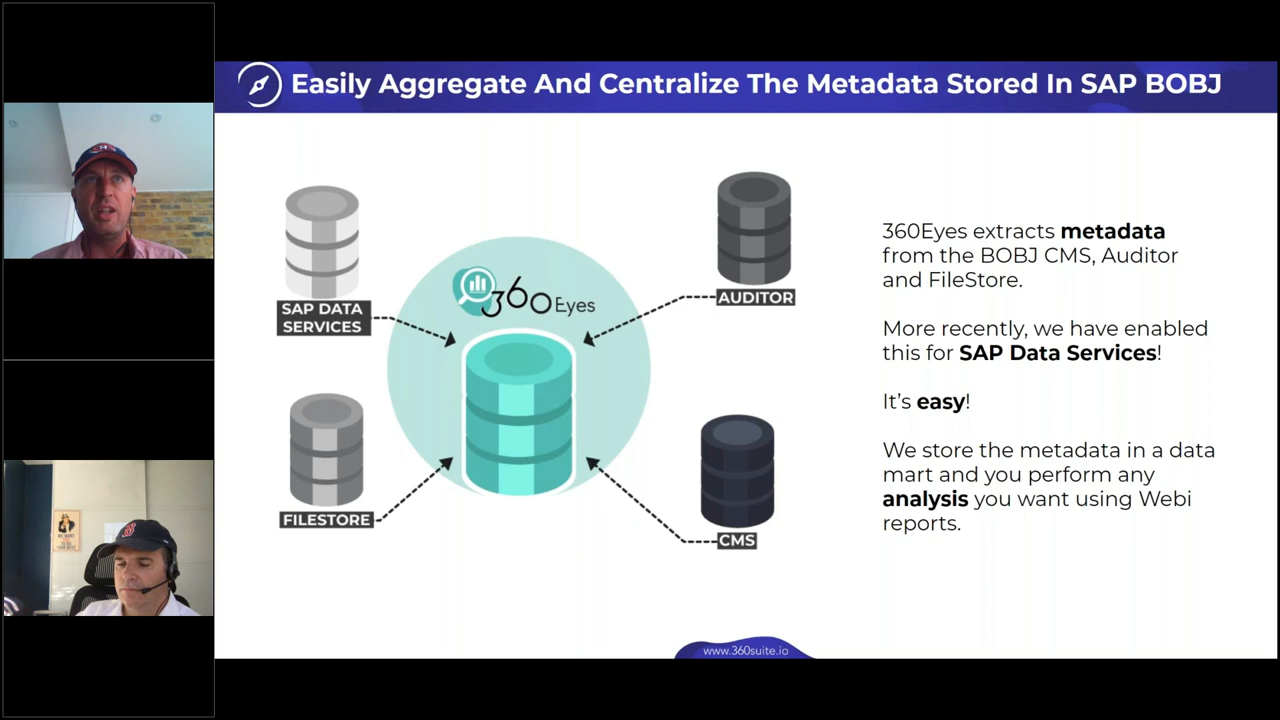 Easily Aggregate And Centralize The Metadata Stored In SAP BOBJ
SAP DATA
SERVICES
AUDITOR
360Eyes
FILESTORE
CMS
360Eyes extracts metadata
from the BOBJ CMS, Auditor
and FileStore.
More recently, we have enabled
this for SAP Data Services!
It's easy!
We store the metadata in a data
mart and you perform any
analysis you want using Webi
reports.
www.360suite.io